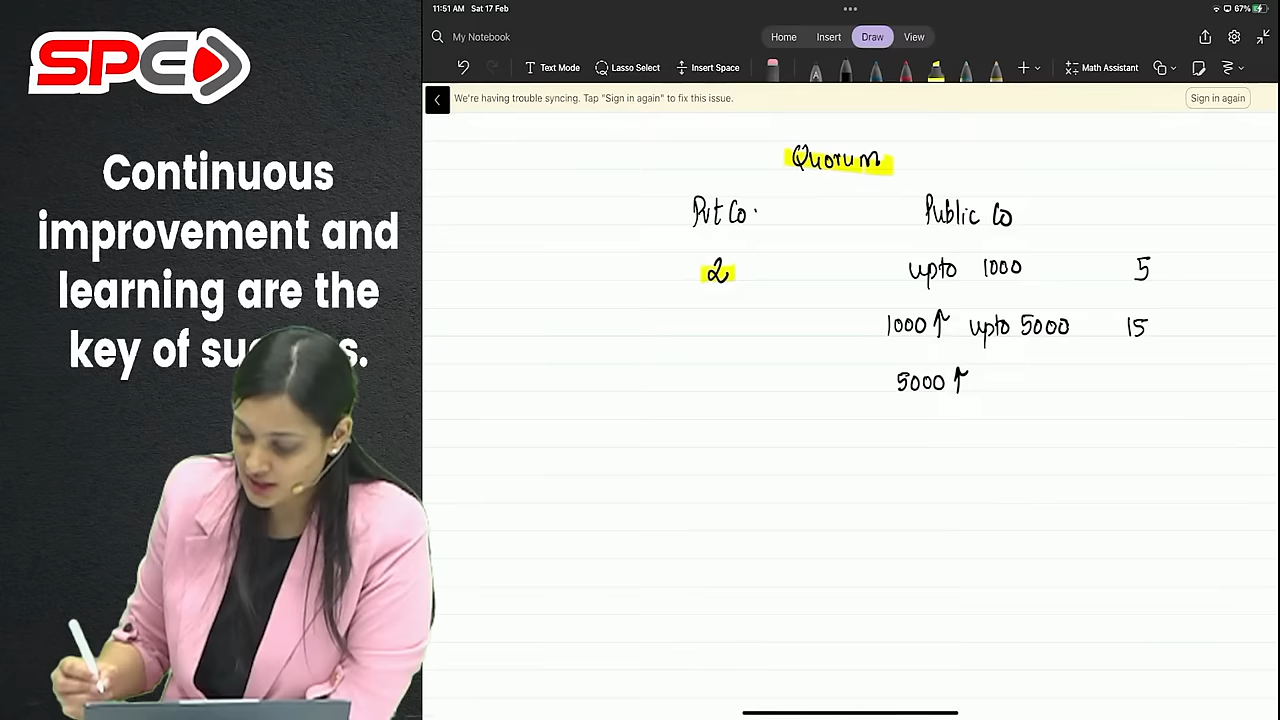 SPC
Continuous
improvement and
learning are the
key of su s.
11:51 AM Sat 17 Feb
67%
My Notebook
Home Insert Draw View
Text Mode Lasso Select Insert Space Math Assistant
We're having trouble syncing. Tap "Sign in again" to fix this issue. Sign in again
Quorum
Pvt Co. Public Co
2 upto 1000 5
1000 ↑ upto 5000 15
5000 ↑